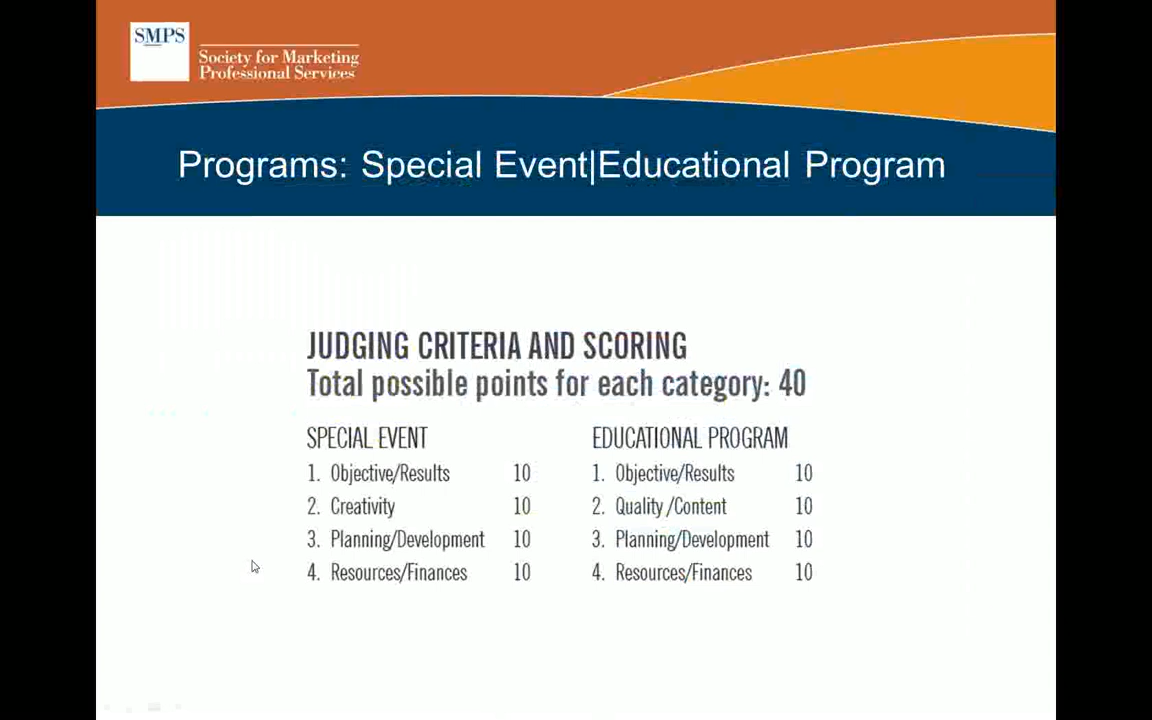 SMPS
Society for Marketing
Professional Services
Programs: Special Event|Educational Program
JUDGING CRITERIA AND SCORING
Total possible points for each category: 40
SPECIAL EVENT
1. Objective/Results 10
2. Creativity 10
3. Planning/Development 10
4. Resources/Finances 10
EDUCATIONAL PROGRAM
1. Objective/Results 10
2. Quality /Content 10
3. Planning/Development 10
4. Resources/Finances 10